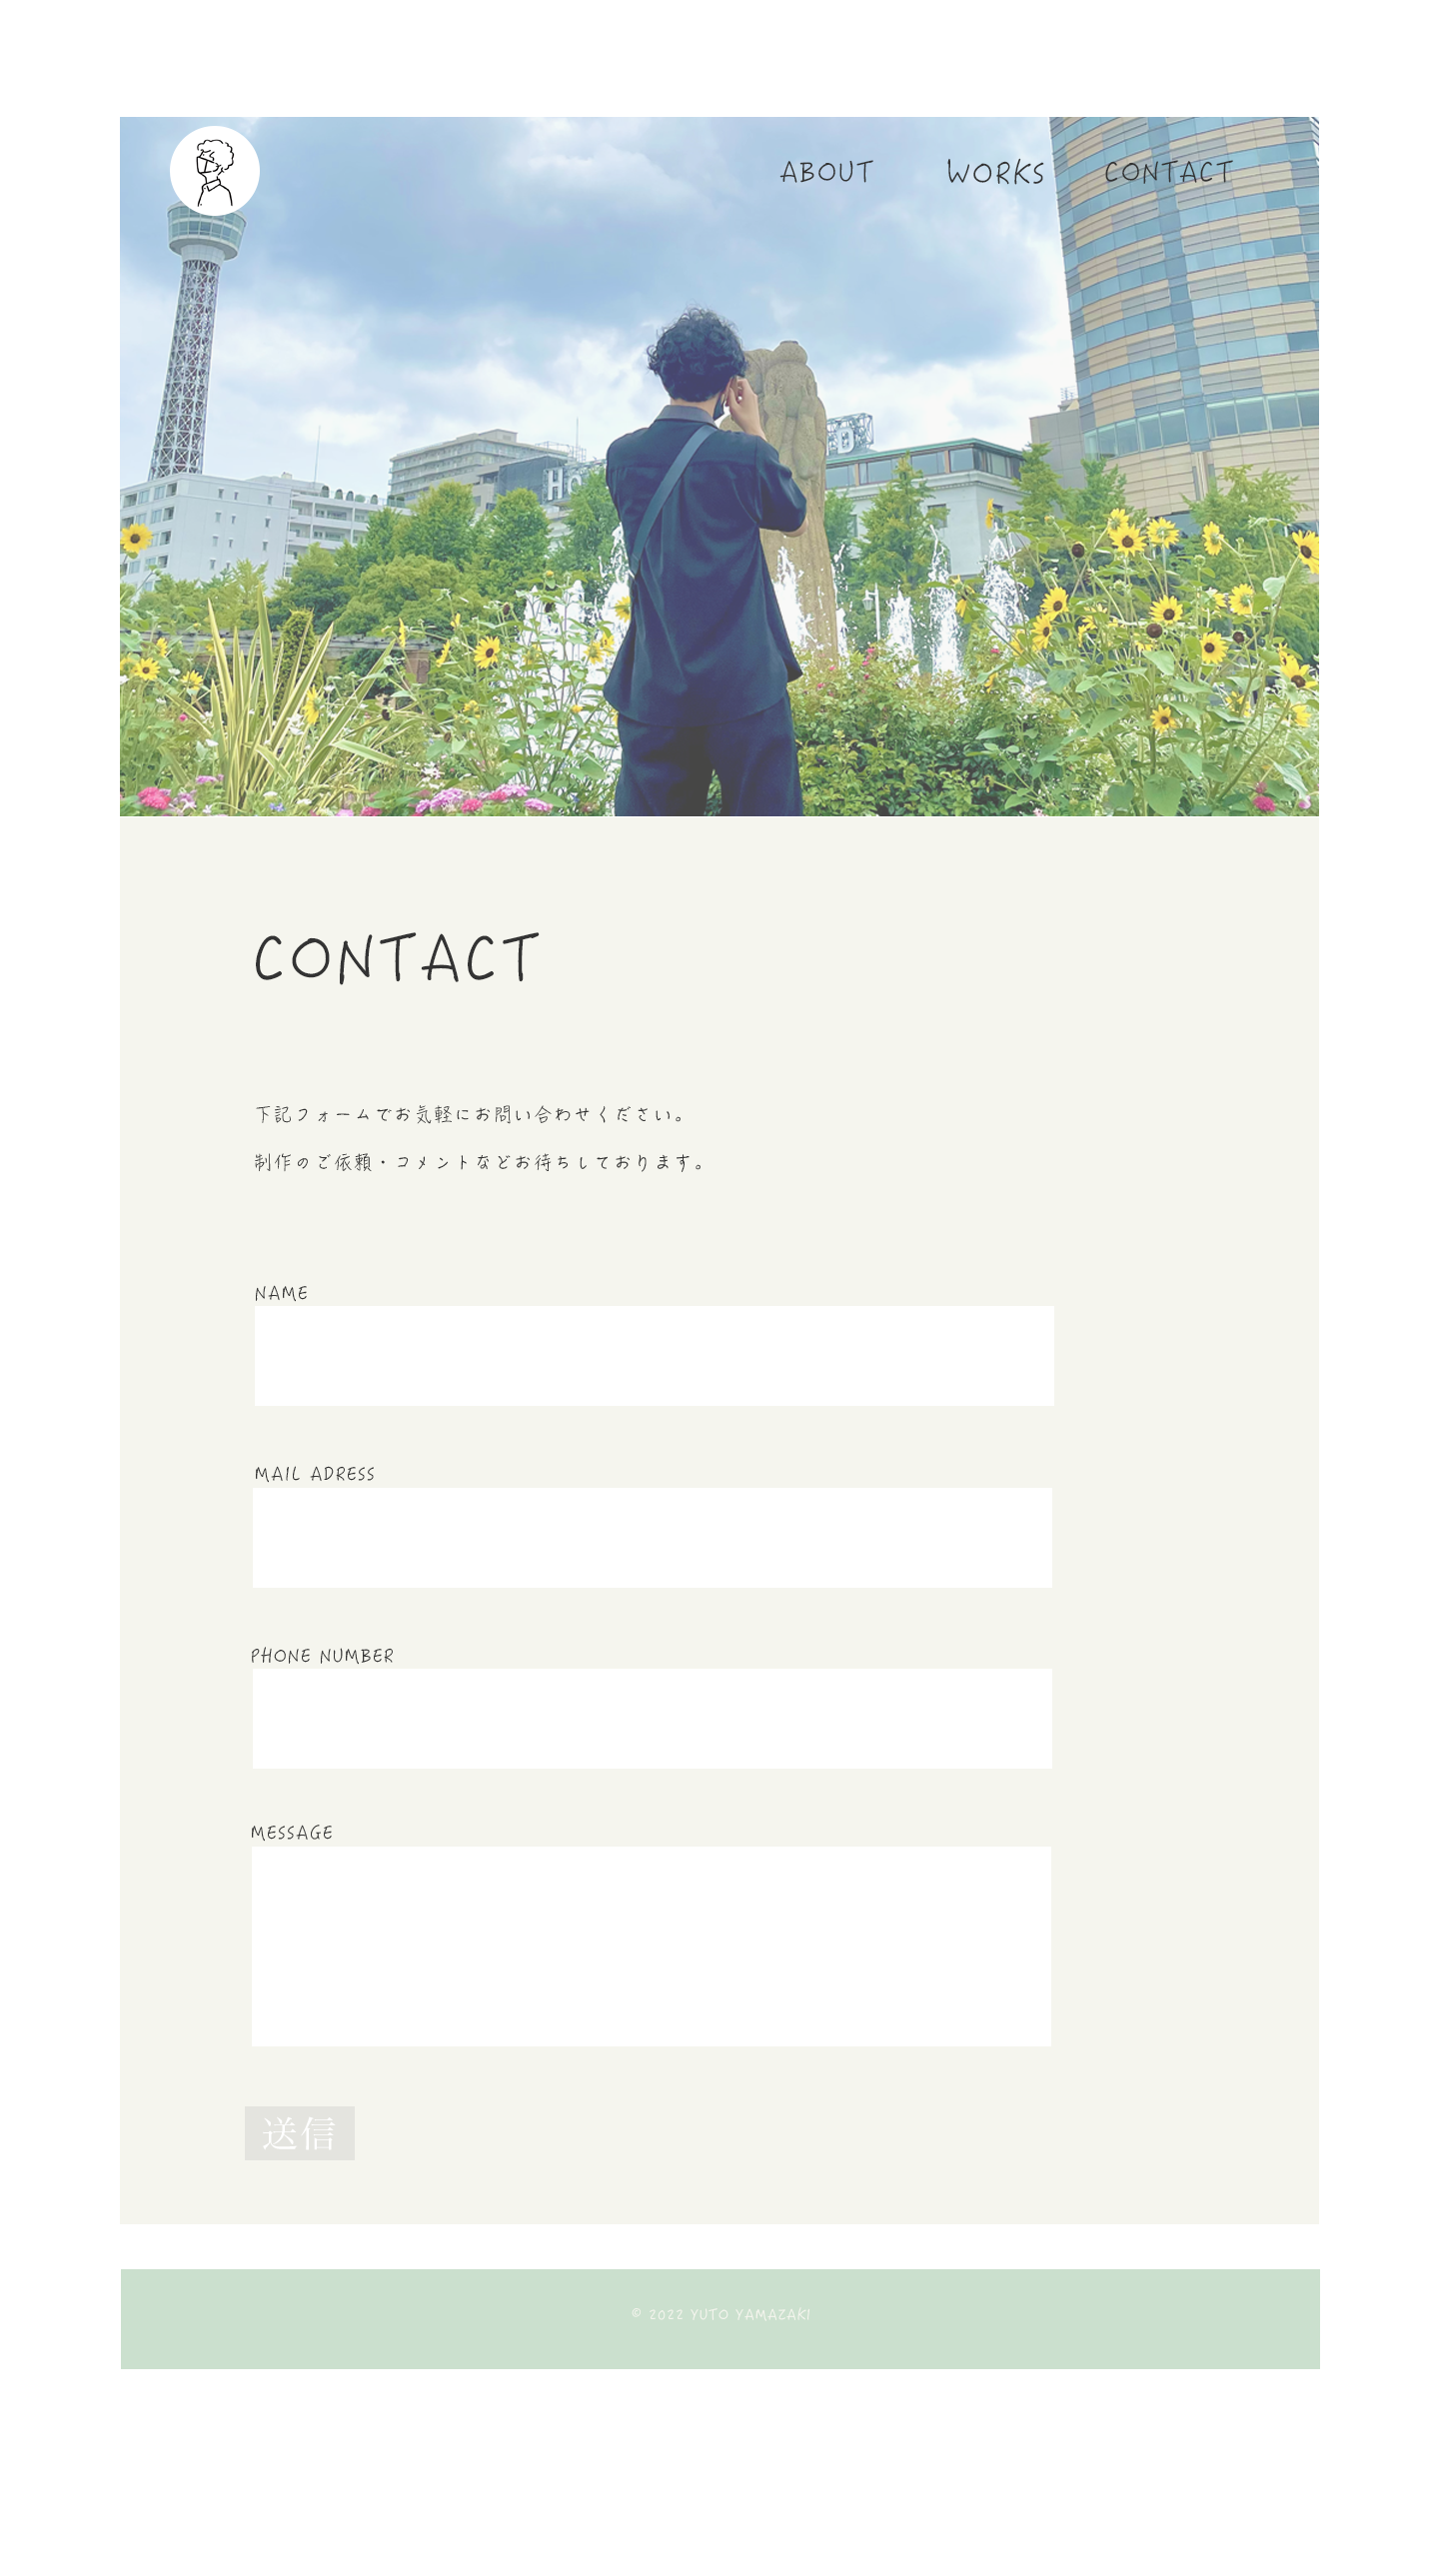 ABOUT WORKS CONTACT
CONTACT
下記フォームでお気軽にお問い合わせください。
制作のご依頼・コメントなどお待ちしております。
NAME
MAIL ADRESS
PHONE NUMBER
MESSAGE
送信
© 2022 YUTO YAMAZAKI